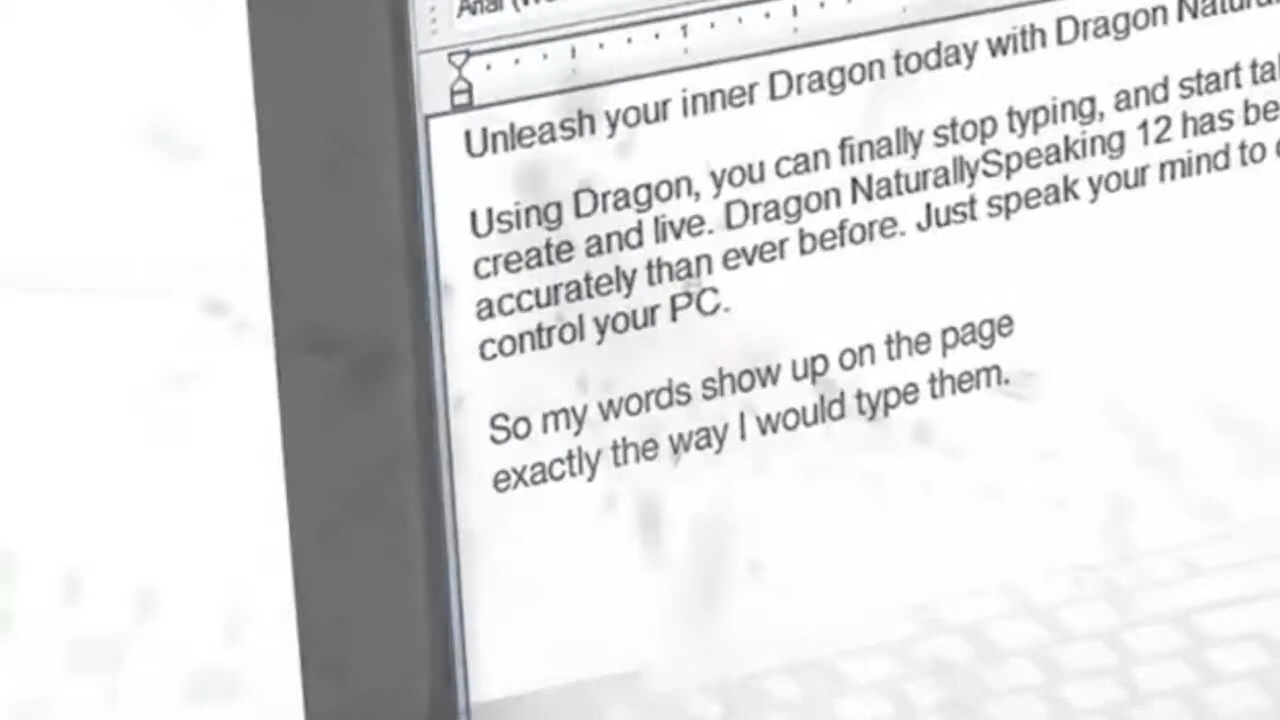 Unleash your inner Dragon today with Dragon
Using Dragon, you can finally stop typing, and start
create and live. Dragon NaturallySpeaking 12 has
accurately than ever before. Just speak your mind to
control your PC.
So my words show up on the page
exactly the way I would type them.